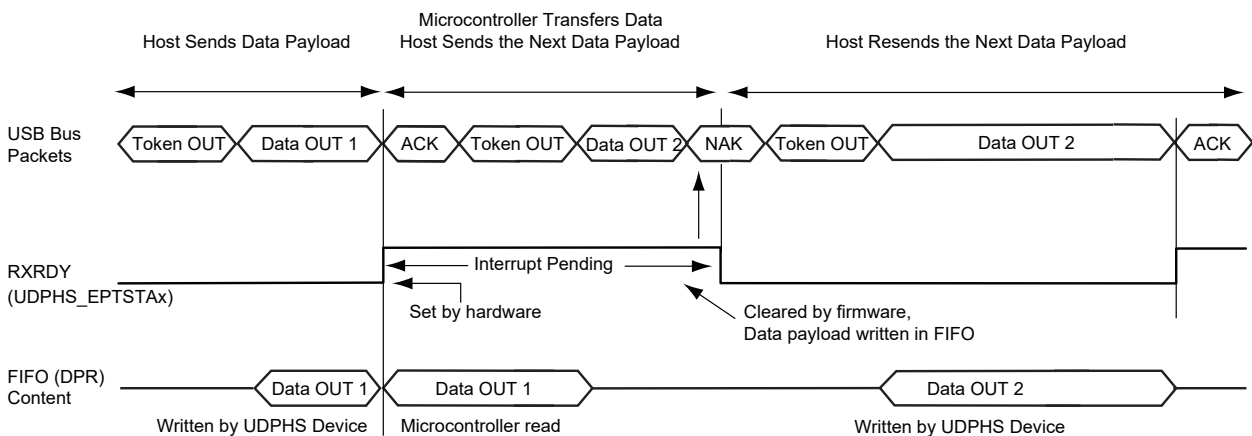 Host Sends Data Payload
Microcontroller Transfers Data
Host Sends the Next Data Payload
Host Resends the Next Data Payload
USB Bus
Packets
Token OUT
Data OUT 1
ACK
Token OUT
Data OUT 2
NAK
Token OUT
Data OUT 2
ACK
RXRDY
(UDPHS_EPTSTAx)
Interrupt Pending
Set by hardware
Cleared by firmware,
Data payload written in FIFO
FIFO (DPR)
Content
Data OUT 1
Data OUT 1
Data OUT 2
Written by UDPHS Device
Microcontroller read
Written by UDPHS Device